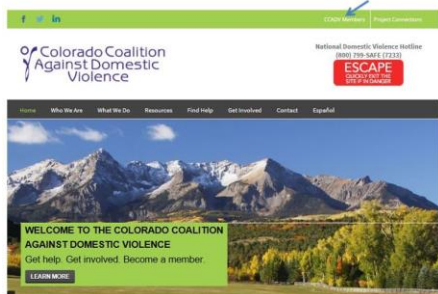 CCADV Members Project Connections
Colorado Coalition
Against Domestic
Violence
National Domestic Violence Hotline
(800) 799-SAFE (7233)
ESCAPE
QUICKLY EXIT THE
SITE IF IN DANGER
Home Who We Are What We Do Resources Find Help Get Involved Contact Español
WELCOME TO THE COLORADO COALITION
AGAINST DOMESTIC VIOLENCE
Get help. Get involved. Become a member.
LEARN MORE